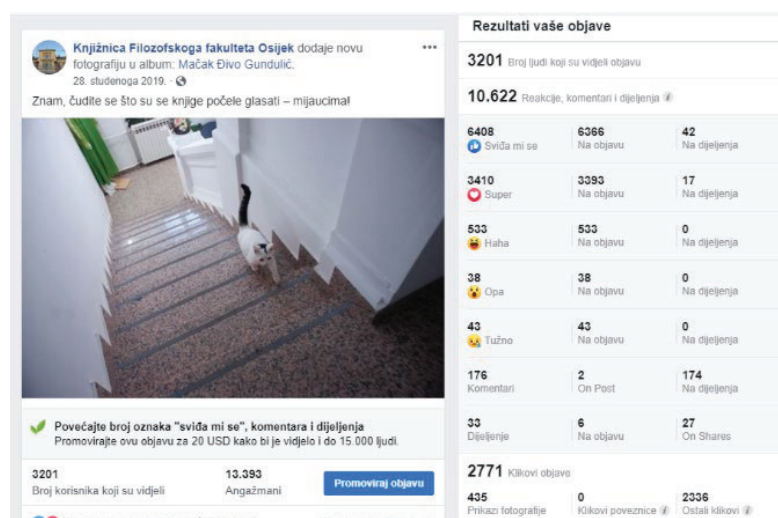 Knjižnica Filozofskoga fakulteta Osijek dodaje novu
fotografiju u album: Mačak Đivo Gundulić.
28. studenoga 2019. ·
Znam, čudite se što su se knjige počele glasati – mijaucima!
Povećajte broj oznaka "sviđa mi se", komentara i dijeljenja
Promovirajte ovu objavu za 20 USD kako bi je vidjelo i do 15.000 ljudi.
3201
Broj korisnika koji su vidjeli
13.393
Angažmani
Promoviraj objavu
Rezultati vaše objave
3201 Broj ljudi koji su vidjeli objavu
10.622 Reakcije, komentari i dijeljenja
6408 6366 42
Sviđa mi se Na objavu Na dijeljenja
3410 3393 17
Super Na objavu Na dijeljenja
533 533 0
Haha Na objavu Na dijeljenja
38 38 0
Opa Na objavu Na dijeljenja
43 43 0
Tužno Na objavu Na dijeljenja
176 2 174
Komentari On Post Na dijeljenja
33 6 27
Dijeljenje Na objavu On Shares
2771 Klikovi objave
435 0 2336
Prikazi fotografije Klikovi poveznice Ostali klikovi